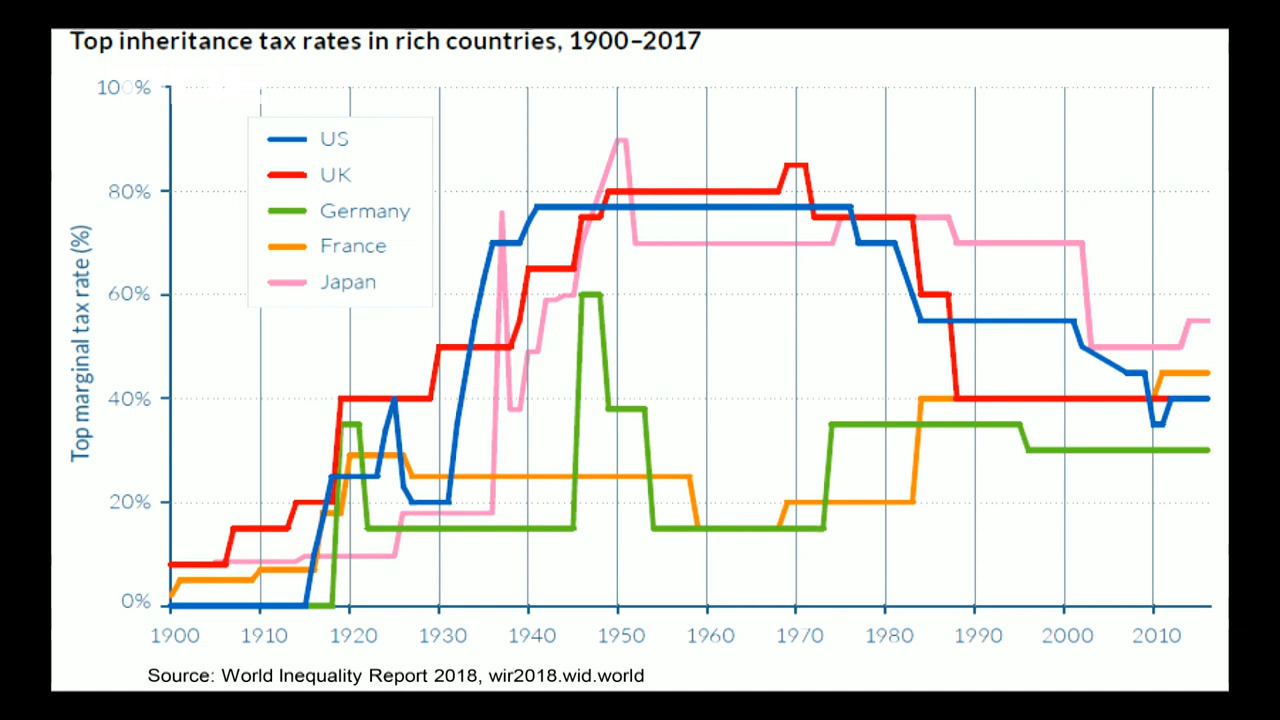 Top inheritance tax rates in rich countries, 1900–2017
Top marginal tax rate (%)
100%
80%
60%
40%
20%
0%
US
UK
Germany
France
Japan
1900 1910 1920 1930 1940 1950 1960 1970 1980 1990 2000 2010
Source: World Inequality Report 2018, wir2018.wid.world